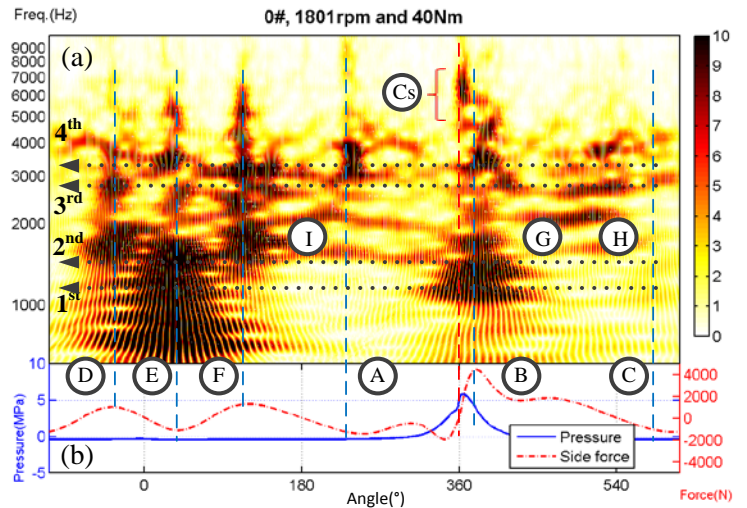 Freq.(Hz)
0#, 1801rpm and 40Nm
9000
8000
7000
6000
5000
4000
3000
2000
1000
(a)
Cs
4th
3rd
2nd
1st
I
G
H
10
9
8
7
6
5
4
3
2
1
0
D
E
F
A
B
C
10
5
0
-5
Pressure(MPa)
(b)
Pressure
Side force
4000
2000
0
-2000
-4000
0
180
360
540
Angle(°)
Force(N)